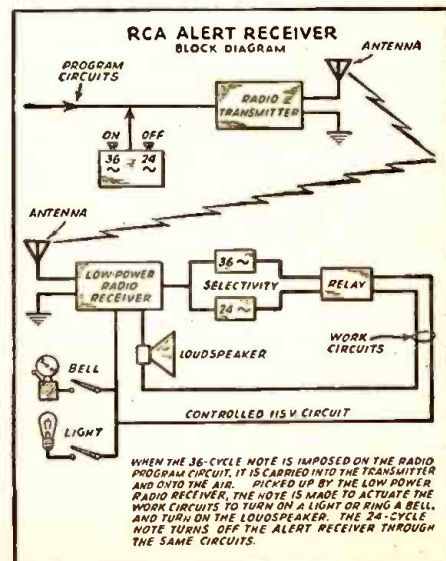 RCA ALERT RECEIVER
BLOCK DIAGRAM
ANTENNA
PROGRAM
CIRCUITS
RADIO
TRANSMITTER
ON OFF
36 24
~ ~
ANTENNA
LOW-POWER
RADIO
RECEIVER
36 ~
SELECTIVITY
24 ~
RELAY
LOUDSPEAKER
WORK
CIRCUITS
BELL
CONTROLLED 115V CIRCUIT
LIGHT
WHEN THE 36-CYCLE NOTE IS IMPOSED ON THE RADIO
PROGRAM CIRCUIT, IT IS CARRIED INTO THE TRANSMITTER
AND ONTO THE AIR. PICKED UP BY THE LOW POWER
RADIO RECEIVER, THE NOTE IS MADE TO ACTUATE THE
WORK CIRCUITS TO TURN ON A LIGHT OR RING A BELL,
AND TURN ON THE LOUDSPEAKER. THE 24-CYCLE
NOTE TURNS OFF THE ALERT RECEIVER THROUGH
THE SAME CIRCUITS.